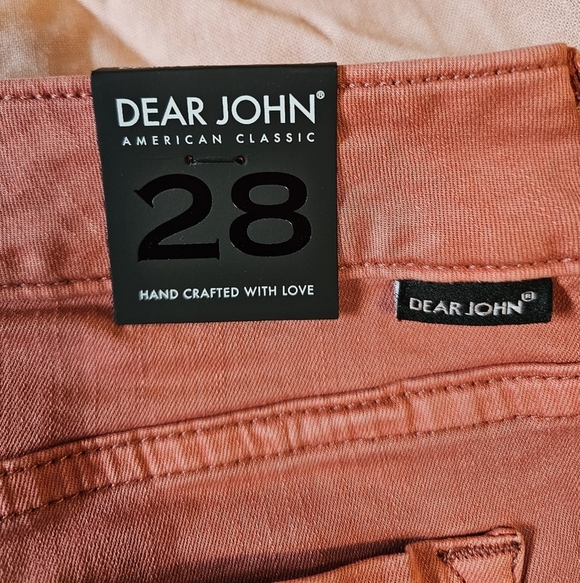 DEAR JOHN®
AMERICAN CLASSIC
28
HAND CRAFTED WITH LOVE
DEAR JOHN®